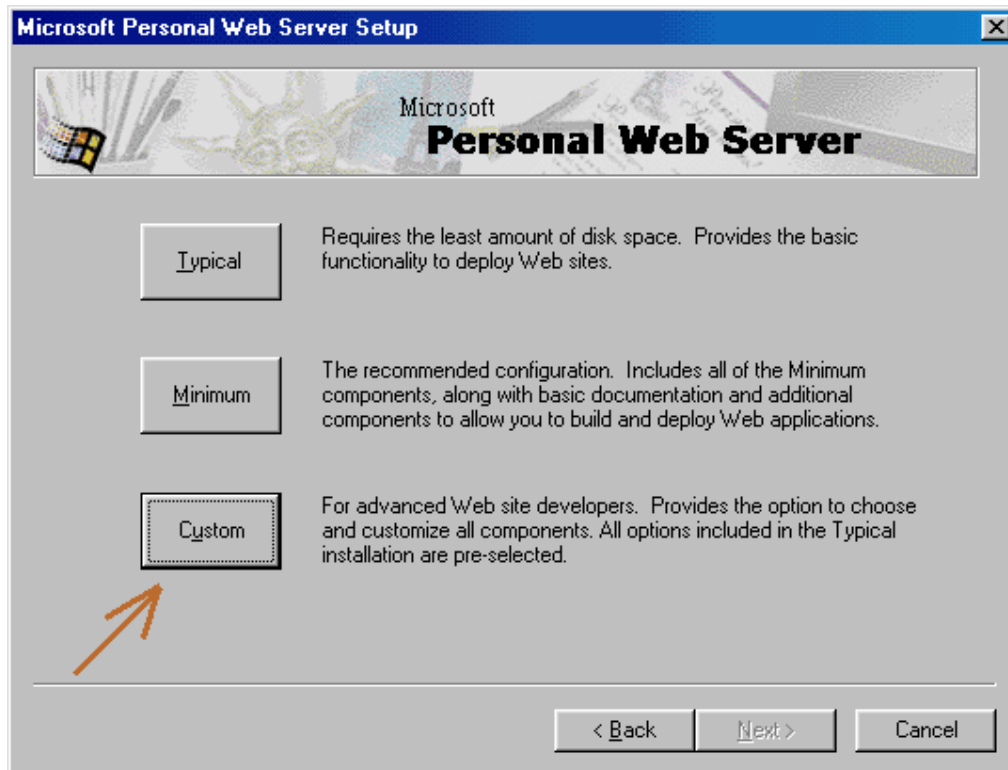 Microsoft Personal Web Server Setup
Microsoft
Personal Web Server
Typical
Requires the least amount of disk space. Provides the basic
functionality to deploy Web sites.
Minimum
The recommended configuration. Includes all of the Minimum
components, along with basic documentation and additional
components to allow you to build and deploy Web applications.
Custom
For advanced Web site developers. Provides the option to choose
and customize all components. All options included in the Typical
installation are pre-selected.
< Back
Next >
Cancel